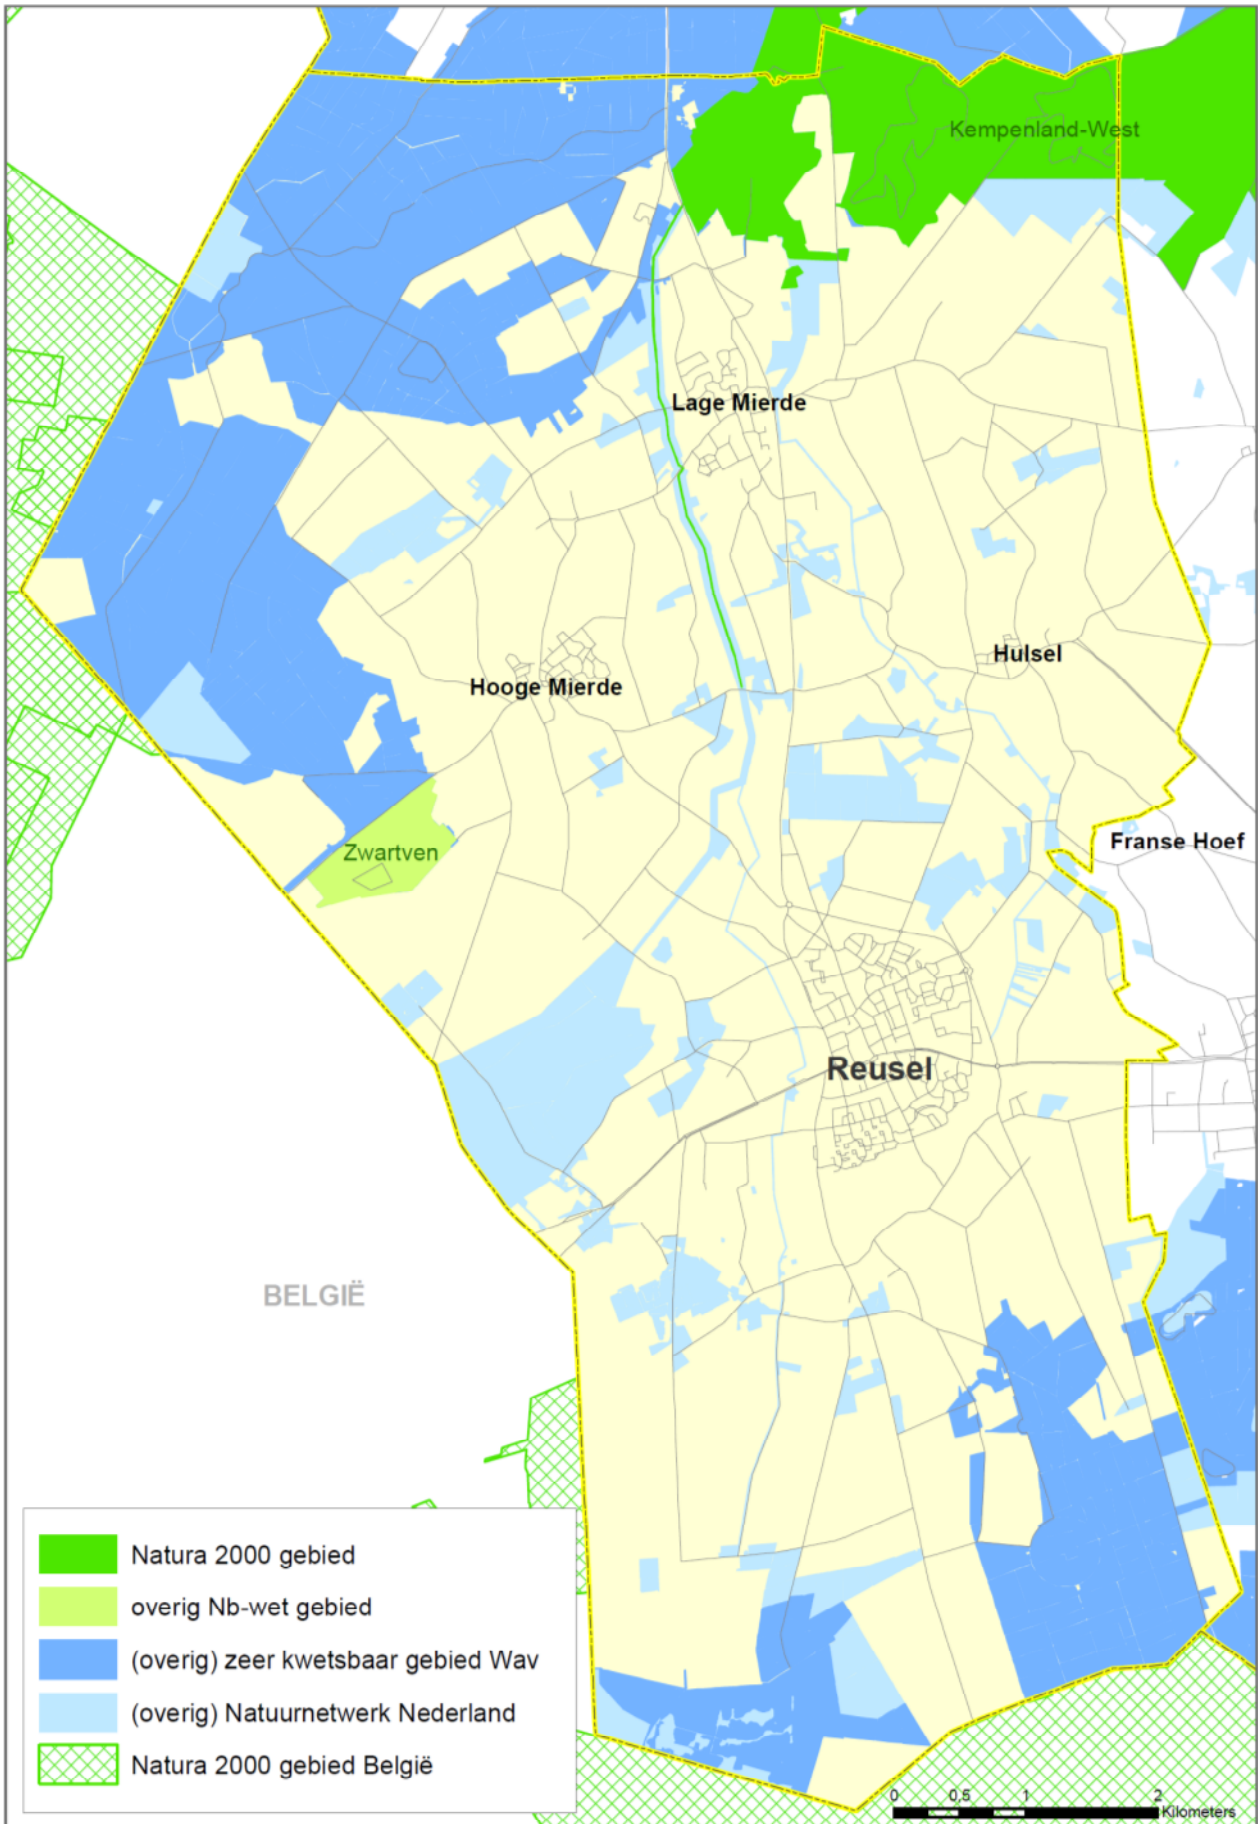 Kempenland-West
Lage Mierde
Hulsel
Hooge Mierde
Franse Hoef
Zwartven
Reusel
BELGIË
Natura 2000 gebied
overig Nb-wet gebied
(overig) zeer kwetsbaar gebied Wav
(overig) Natuurnetwerk Nederland
Natura 2000 gebied België
0 0,5 1 2
Kilometers